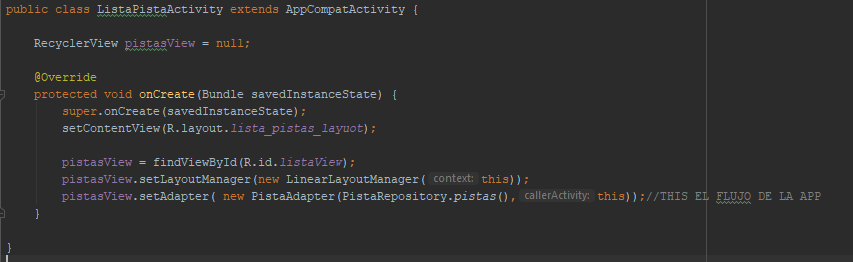 public class ListaPistaActivity extends AppCompatActivity {
RecyclerView pistasView = null;
@Override
protected void onCreate(Bundle savedInstanceState) {
super.onCreate(savedInstanceState);
setContentView(R.layout.lista_pistas_layuot);
pistasView = findViewById(R.id.listaView);
pistasView.setLayoutManager(new LinearLayoutManager( context: this));
pistasView.setAdapter( new PistaAdapter(PistaRepository.pistas(), callerActivity: this));//THIS EL FLUJO DE LA APP
}
}